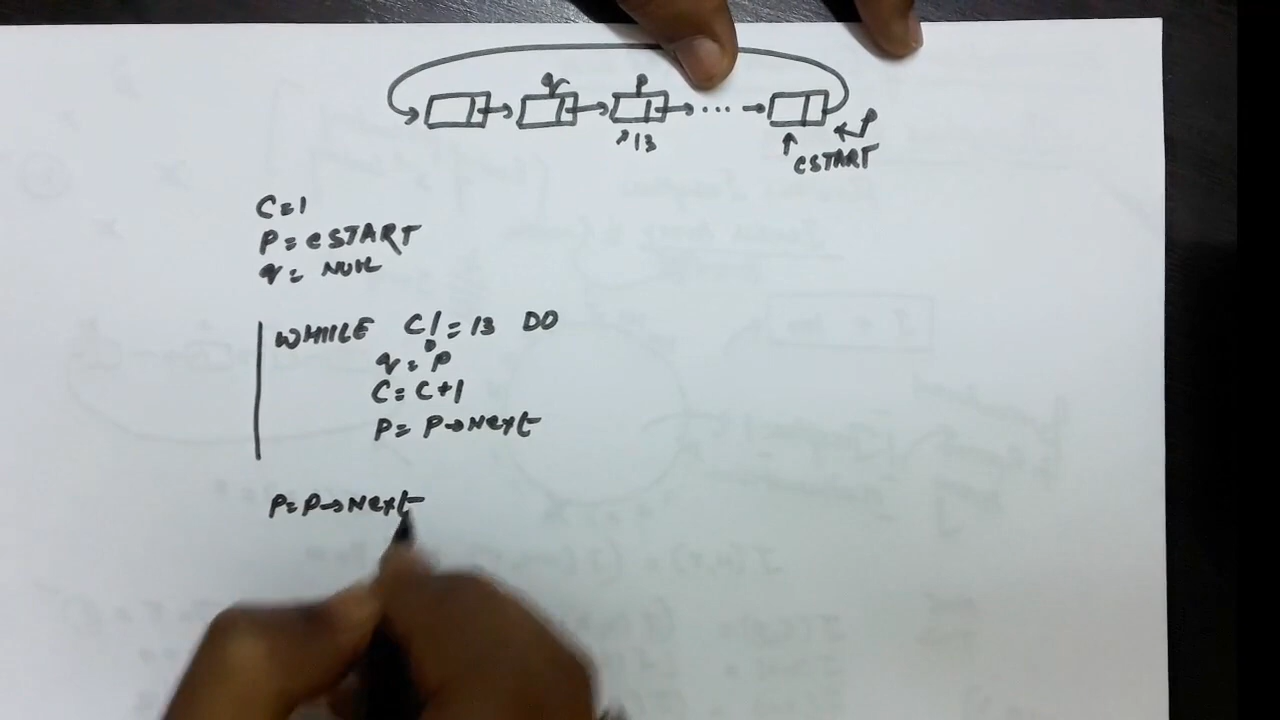 q P
13
P
CSTART
C=1
P = CSTART
q = NULL
WHILE C != 13 DO
q = P
C = C+1
P = P→Next
P=P→Next